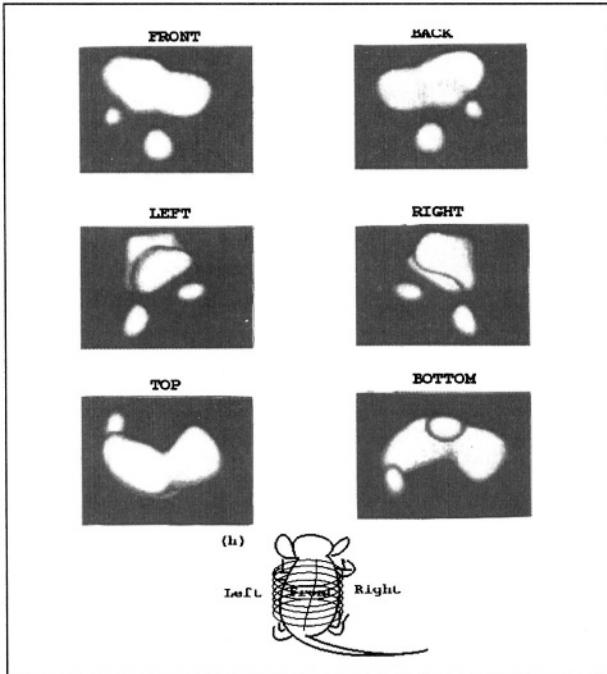 FRONT BACK
LEFT RIGHT
TOP BOTTOM
(h)
Left Front Right